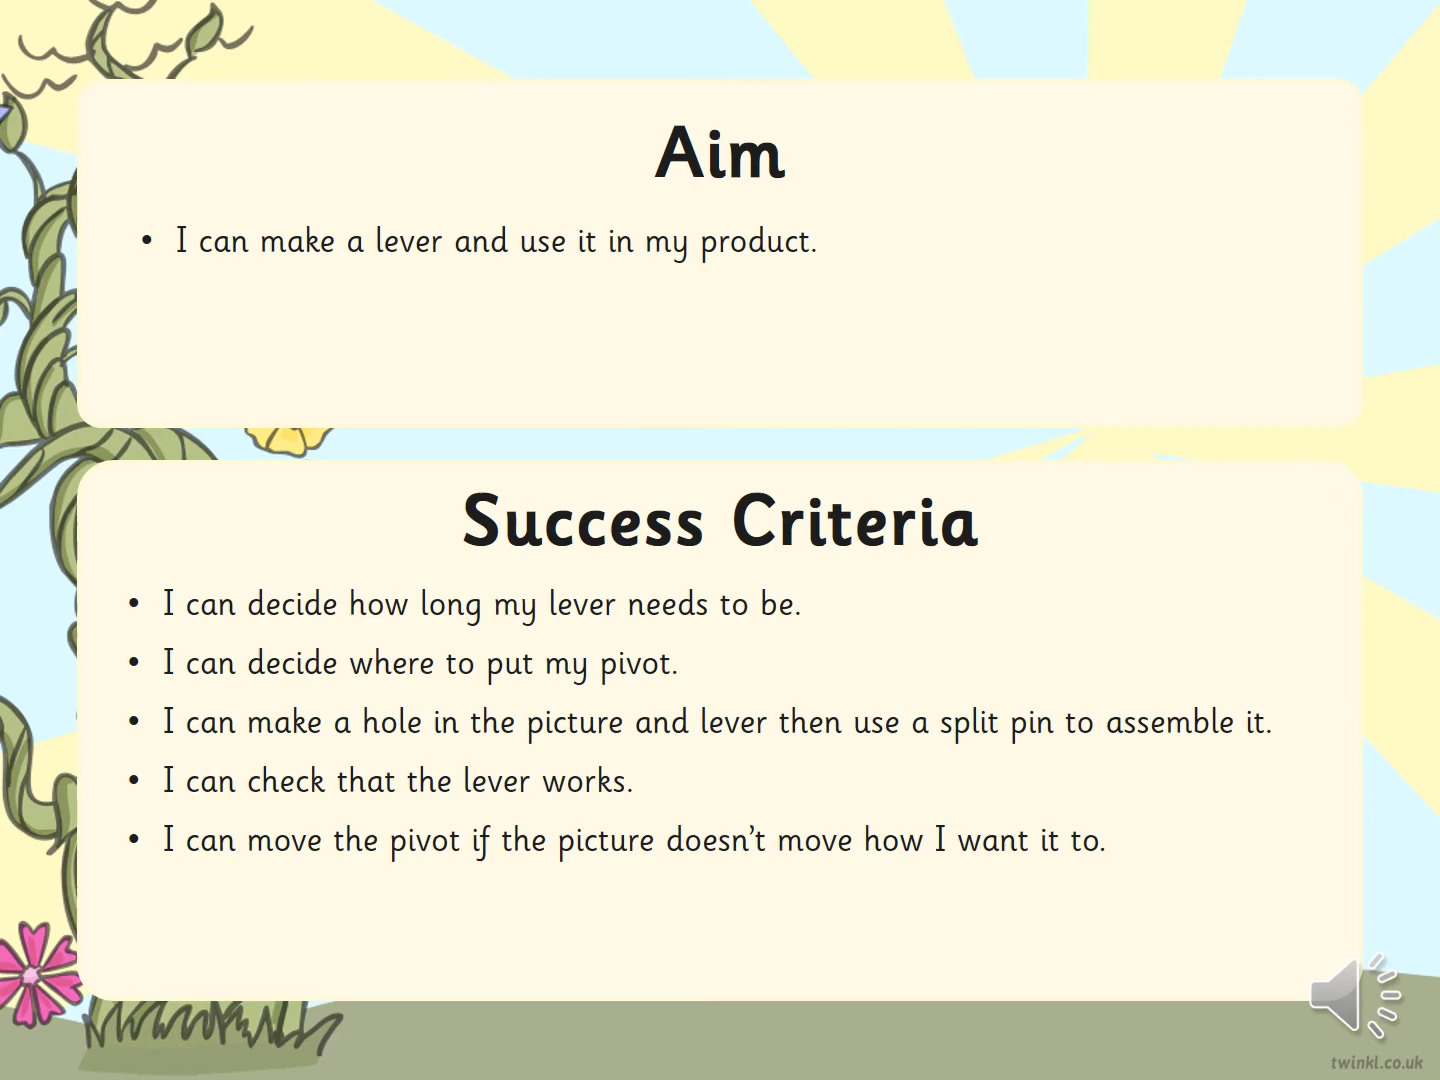 Aim
• I can make a lever and use it in my product.
Success Criteria
• I can decide how long my lever needs to be.
• I can decide where to put my pivot.
• I can make a hole in the picture and lever then use a split pin to assemble it.
• I can check that the lever works.
• I can move the pivot if the picture doesn’t move how I want it to.
twinkl.co.uk